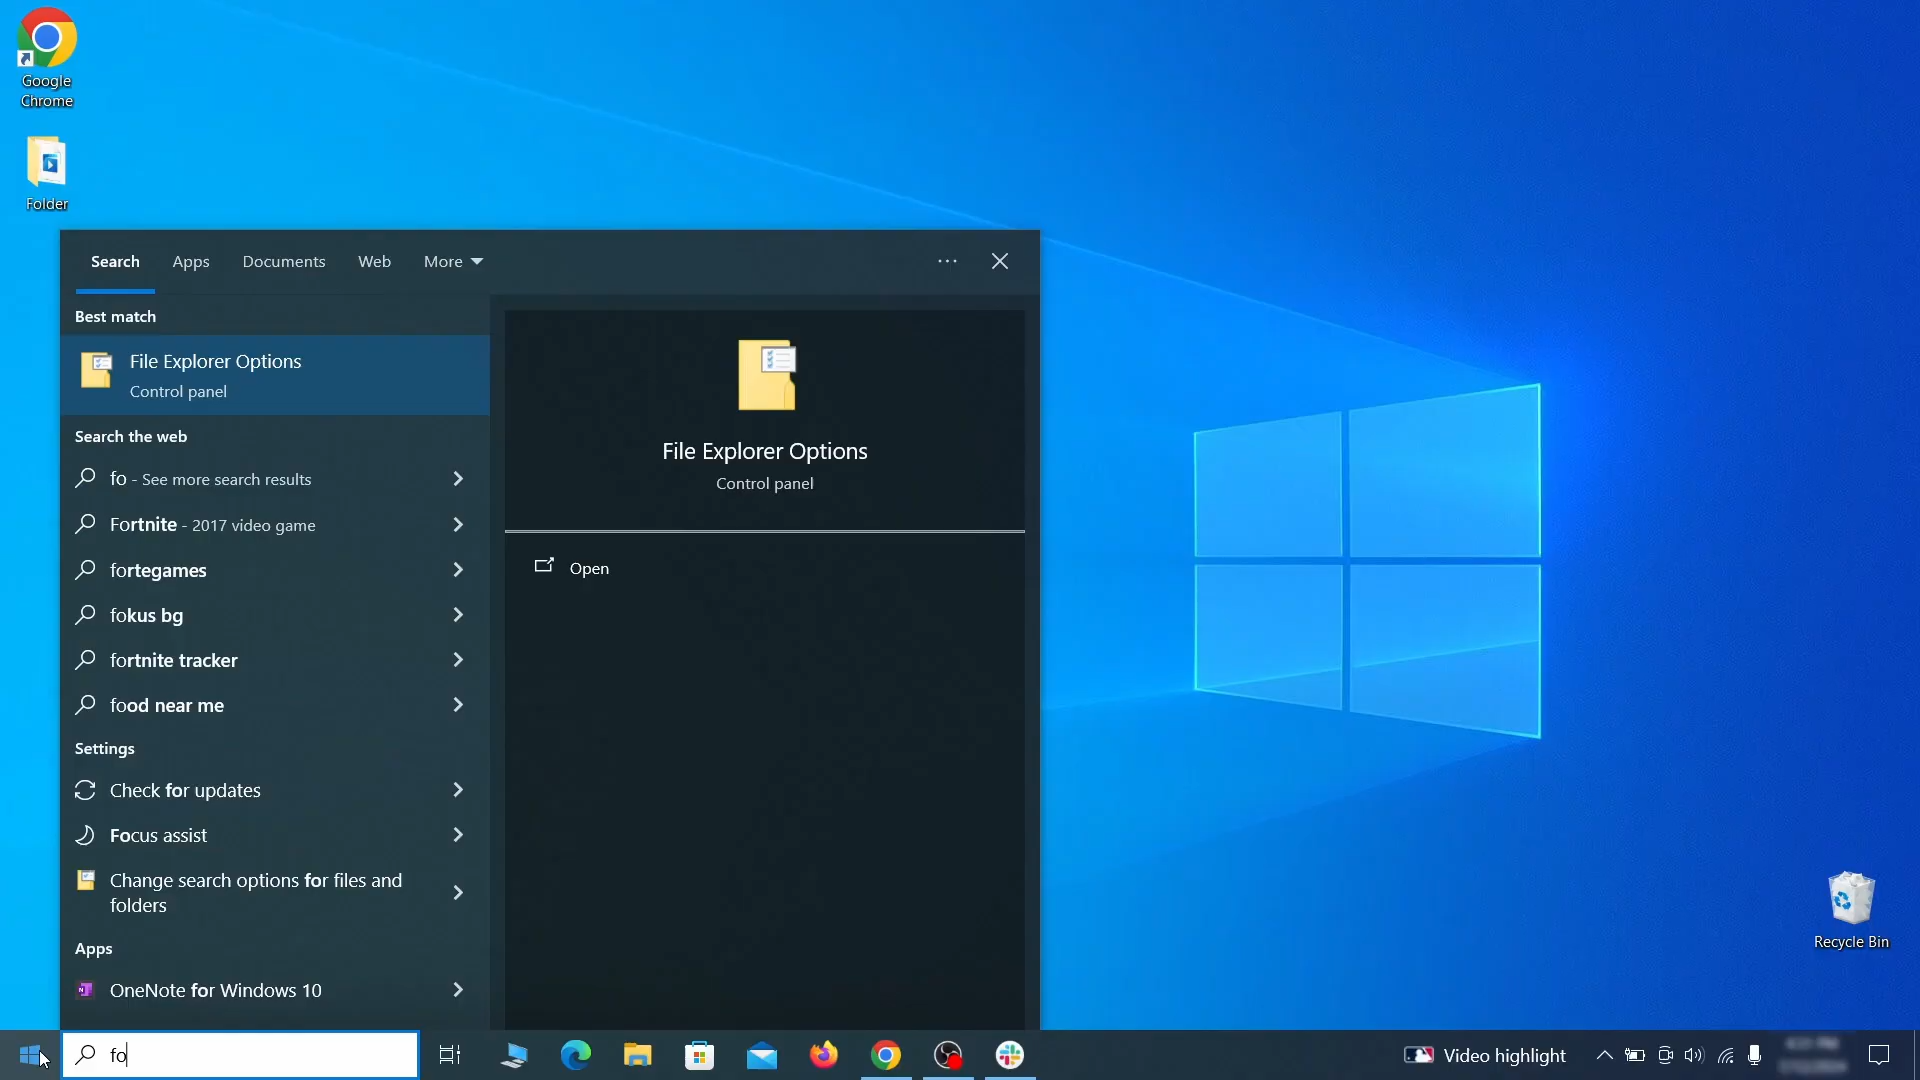 Google
Chrome
Folder
Search Apps Documents Web More
Best match
File Explorer Options
Control panel
Search the web
fo - See more search results
Fortnite - 2017 video game
fortegames
fokus bg
fortnite tracker
food near me
Settings
Check for updates
Focus assist
Change search options for files and
folders
Apps
OneNote for Windows 10
File Explorer Options
Control panel
Open
Recycle Bin
fo
Video highlight